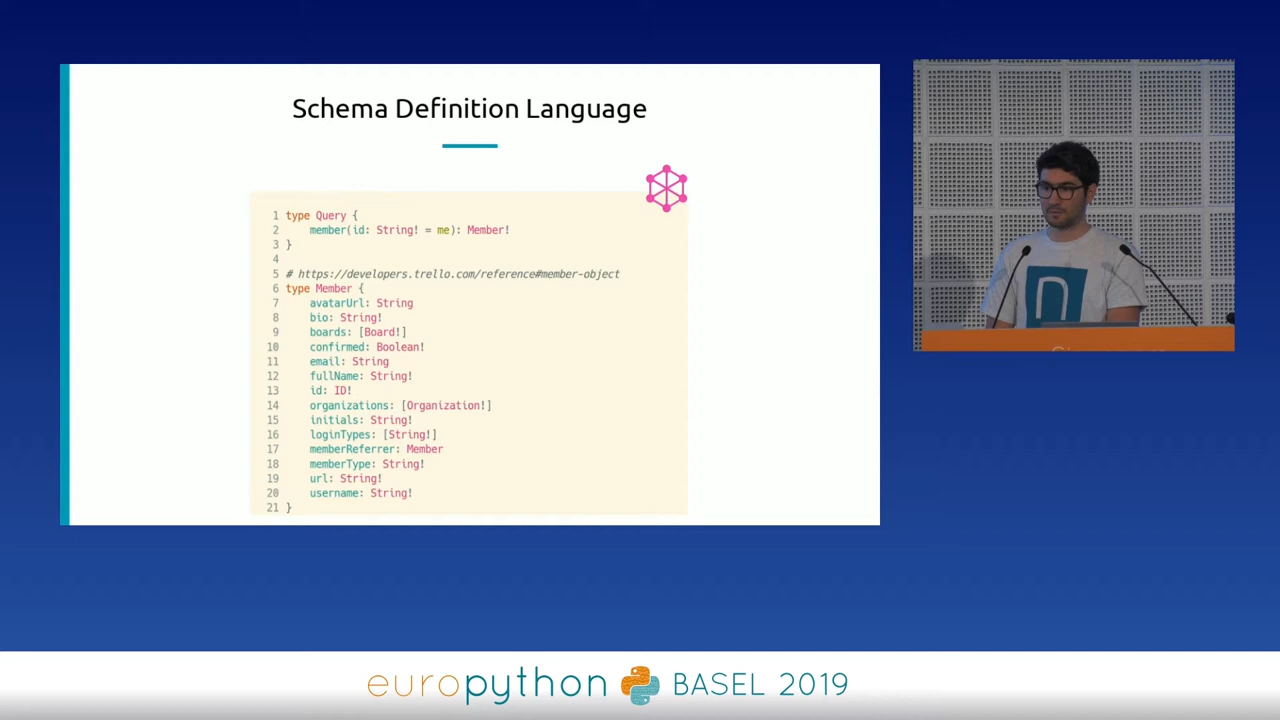 Schema Definition Language
1 type Query {
2     member(id: String! = me): Member!
3 }
4
5 # https://developers.trello.com/reference#member-object
6 type Member {
7     avatarUrl: String
8     bio: String!
9     boards: [Board!]
10     confirmed: Boolean!
11     email: String
12     fullName: String!
13     id: ID!
14     organizations: [Organization!]
15     initials: String!
16     loginTypes: [String!]
17     memberReferrer: Member
18     memberType: String!
19     url: String!
20     username: String!
21 }
n
europython BASEL 2019